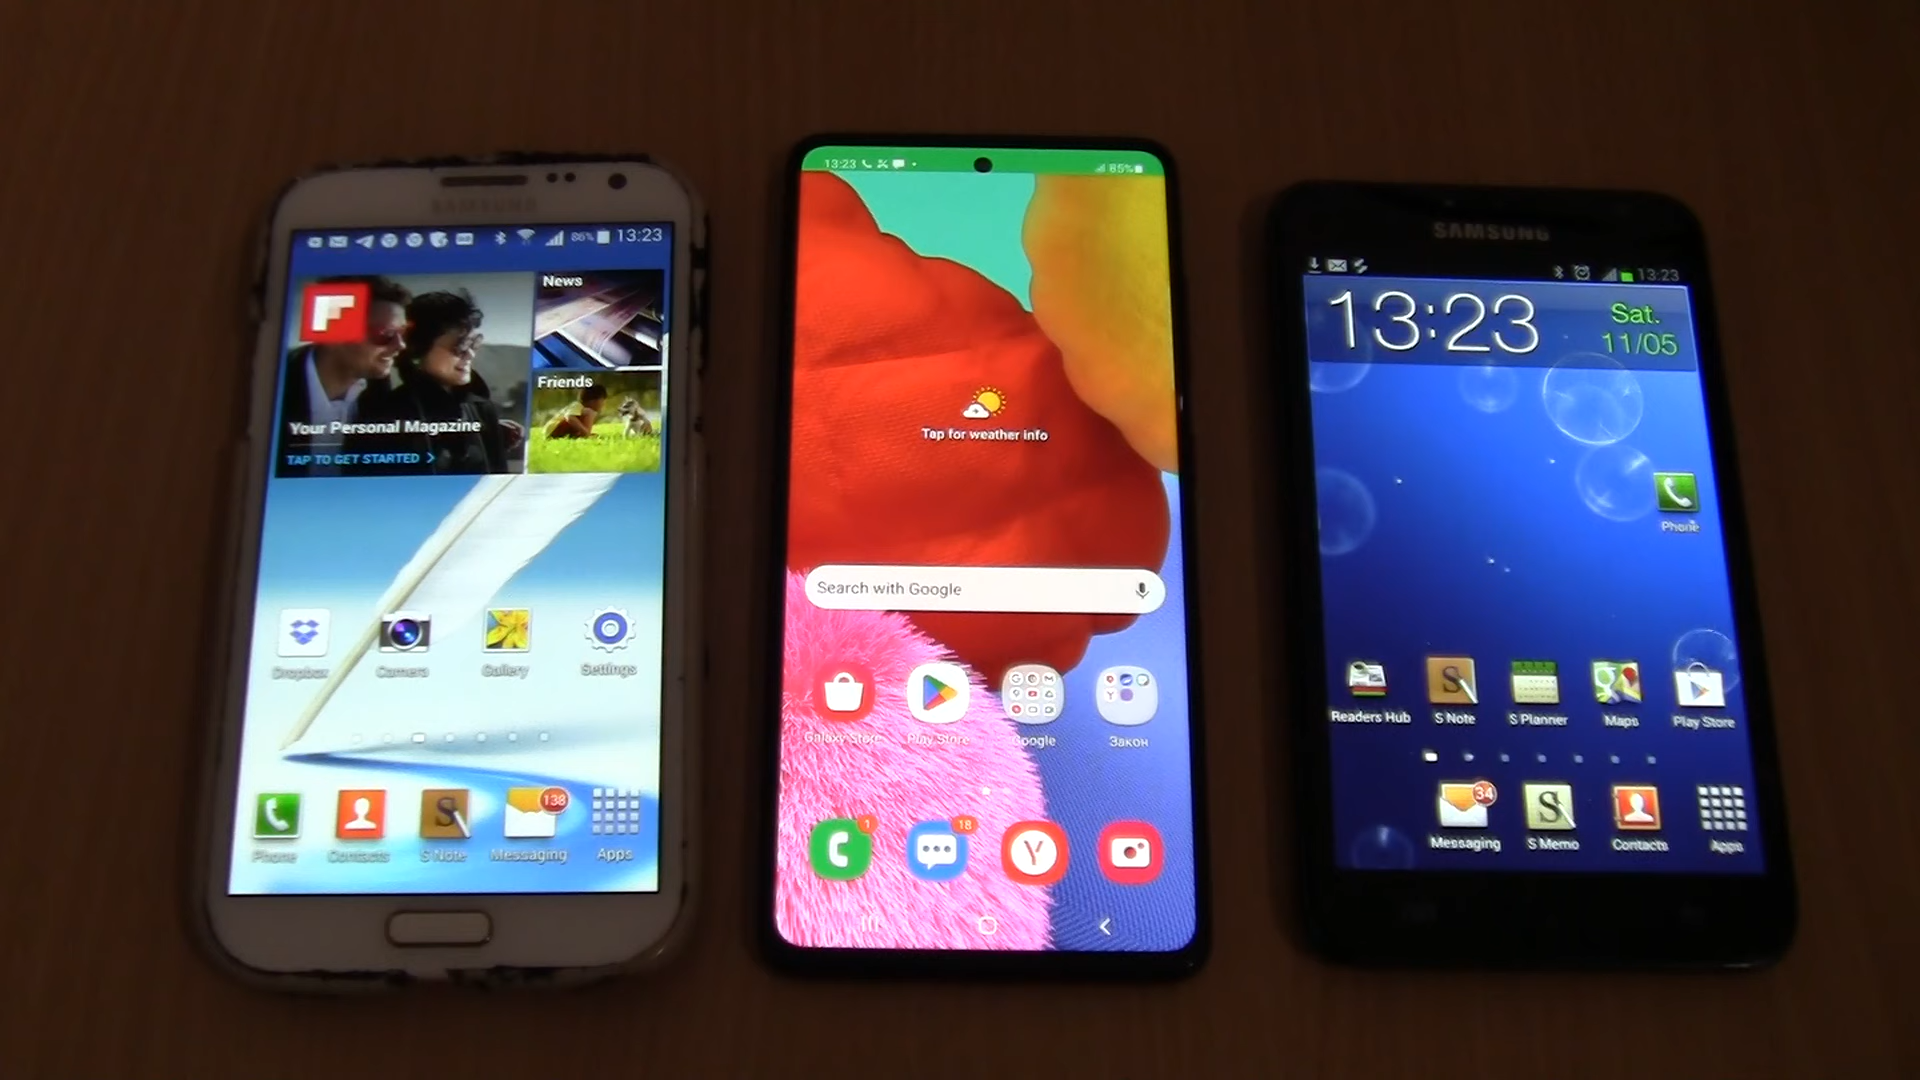 SAMSUNG
86% 13:23
News
Friends
Your Personal Magazine
TAP TO GET STARTED >
Dropbox
Camera
Gallery
Settings
138
Phone
Contacts
S Note
Messaging
Apps
13:23
85%
Tap for weather info
Search with Google
Galaxy Store
Play Store
Google
Закон
1
18
SAMSUNG
13:23
13:23
Sat.
11/05
Phone
Readers Hub
S Note
S Planner
Maps
Play Store
34
Messaging
S Memo
Contacts
Apps